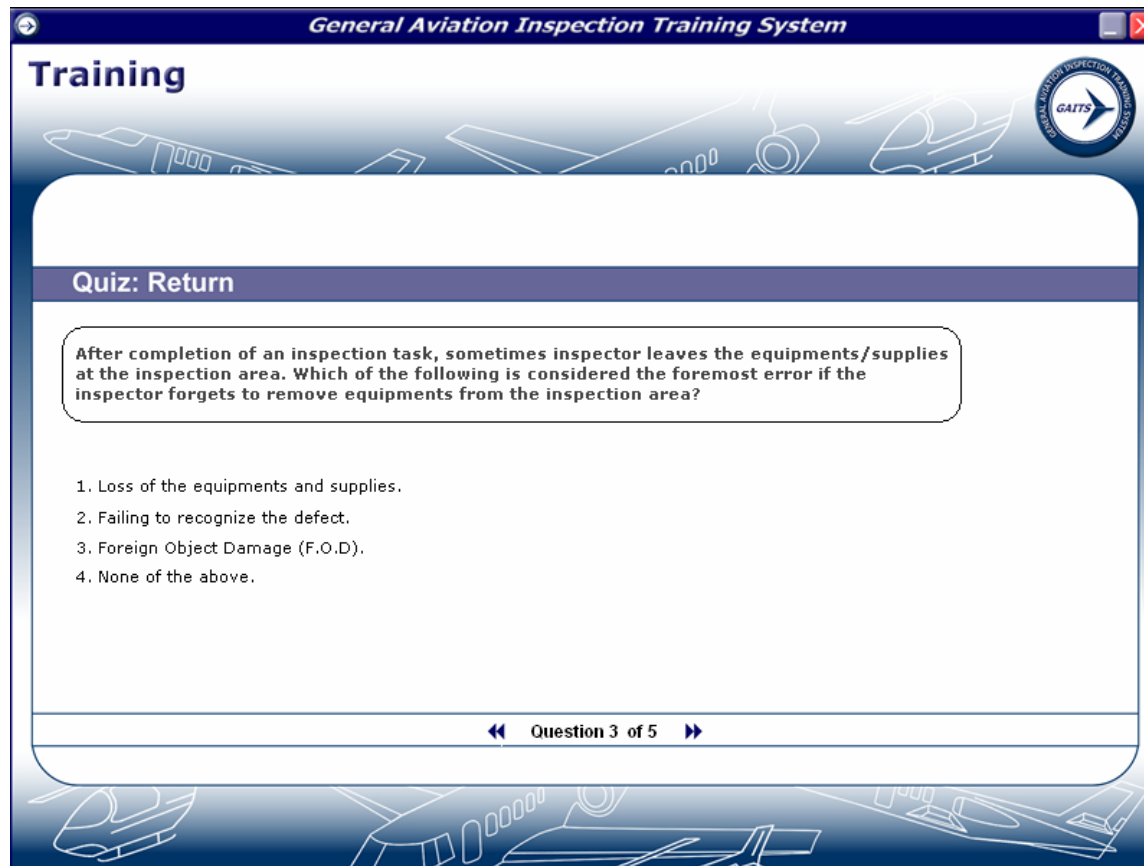 General Aviation Inspection Training System
Training
GENERAL AVIATION INSPECTION TRAINING SYSTEM
GAITS
Quiz: Return
After completion of an inspection task, sometimes inspector leaves the equipments/supplies
at the inspection area. Which of the following is considered the foremost error if the
inspector forgets to remove equipments from the inspection area?
1. Loss of the equipments and supplies.
2. Failing to recognize the defect.
3. Foreign Object Damage (F.O.D).
4. None of the above.
Question 3 of 5